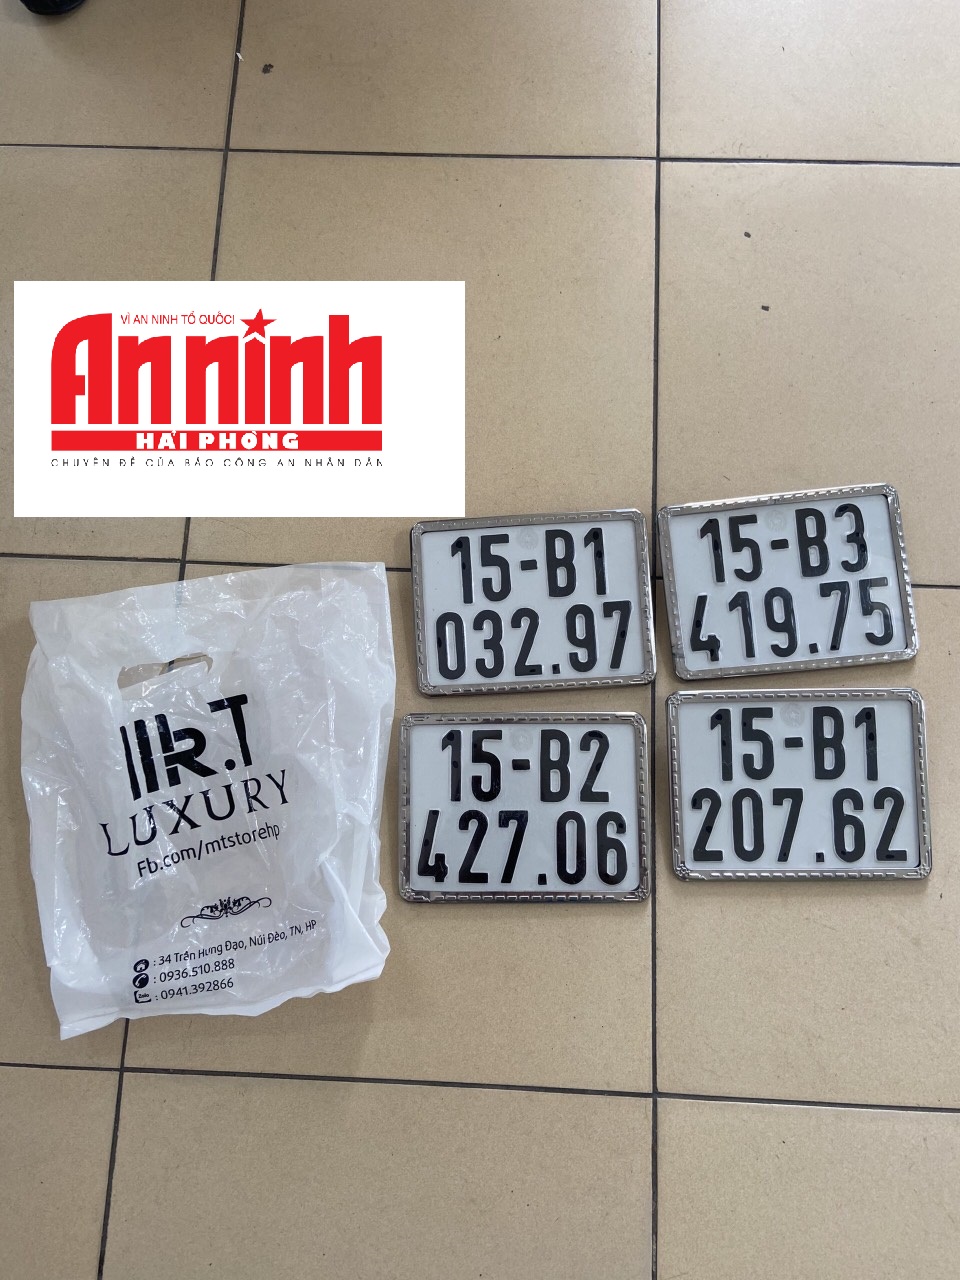 VÌ AN NINH TỔ QUỐC!
An ninh
HẢI PHÒNG
CHUYÊN ĐỀ CỦA BÁO CÔNG AN NHÂN DÂN
15-B1
032.97
15-B3
419.75
15-B2
427.06
15-B1
207.62
MR.T
LUXURY
Fb.com/mtstorehp
: 34 Trần Hưng Đạo, Núi Đèo, TN, HP
: 0936.510.888
Zalo : 0941.392866